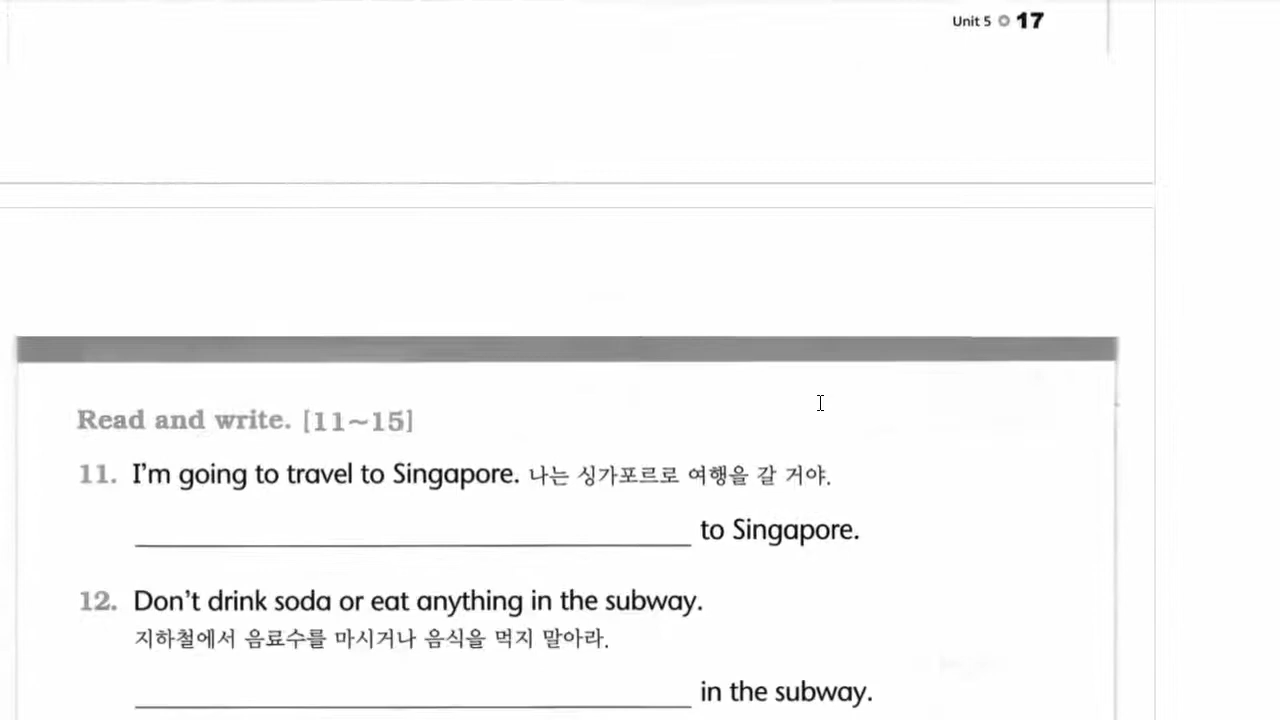 Unit 5 17
Read and write. [11~15]
11. I'm going to travel to Singapore. 나는 싱가포르로 여행을 갈 거야.
to Singapore.
12. Don't drink soda or eat anything in the subway.
지하철에서 음료수를 마시거나 음식을 먹지 말아라.
in the subway.